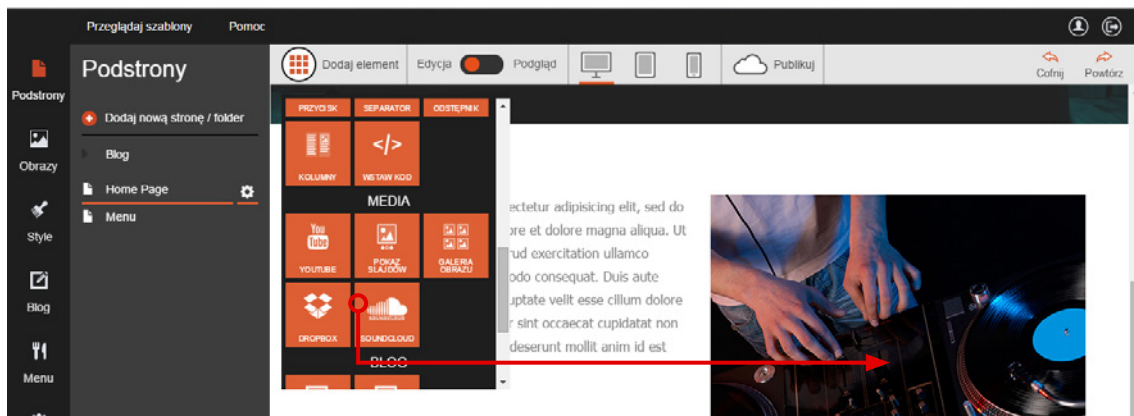 Przeglądaj szablony Pomoc
Podstrony
Dodaj element Edycja Podgląd Publikuj Cofnij Powtórz
Podstrony
Obrazy
Style
Blog
Menu
Dodaj nową stronę / folder
Blog
Home Page
Menu
PRZYCISK SEPARATOR ODSTĘPNIK
KOLUMNY WSTAW KOD
MEDIA
You
Tube
YOUTUBE POKAZ SLAJDÓW GALERIA OBRAZU
DROPBOX SOUNDCLOUD SOUNDCLOUD
BLOG
ectetur adipisicing elit, sed do
ore et dolore magna aliqua. Ut
rud exercitation ullamco
odo consequat. Duis aute
uptate velit esse cillum dolore
r sint occaecat cupidatat non
deserunt mollit anim id est